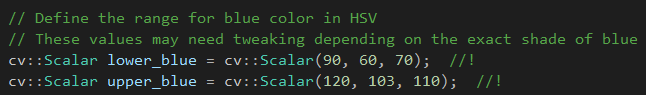 // Define the range for blue color in HSV
// These values may need tweaking depending on the exact shade of blue
cv::Scalar lower_blue = cv::Scalar(90, 60, 70);  //!
cv::Scalar upper_blue = cv::Scalar(120, 103, 110);  //!